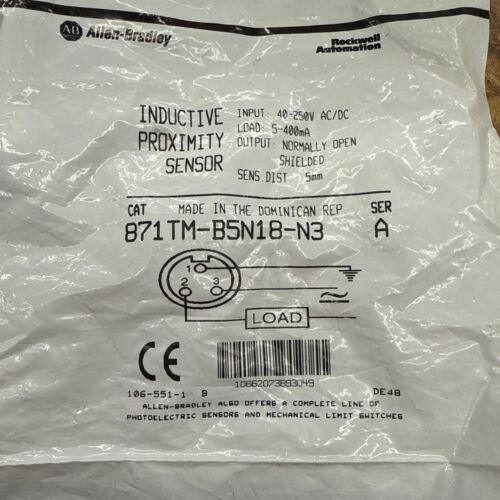 AB Allen-Bradley
Rockwell
Automation
INDUCTIVE
PROXIMITY
SENSOR
INPUT: 40-250V AC/DC
LOAD: 5-400mA
OUTPUT: NORMALLY OPEN
SHIELDED
SENS.DIST 5mm
CAT MADE IN THE DOMINICAN REP SER
871TM-B5N18-N3 A
1
2 3
LOAD
CE
10662073893049
106-551-1 B DE48
ALLEN-BRADLEY ALSO OFFERS A COMPLETE LINE OF
PHOTOELECTRIC SENSORS AND MECHANICAL LIMIT SWITCHES